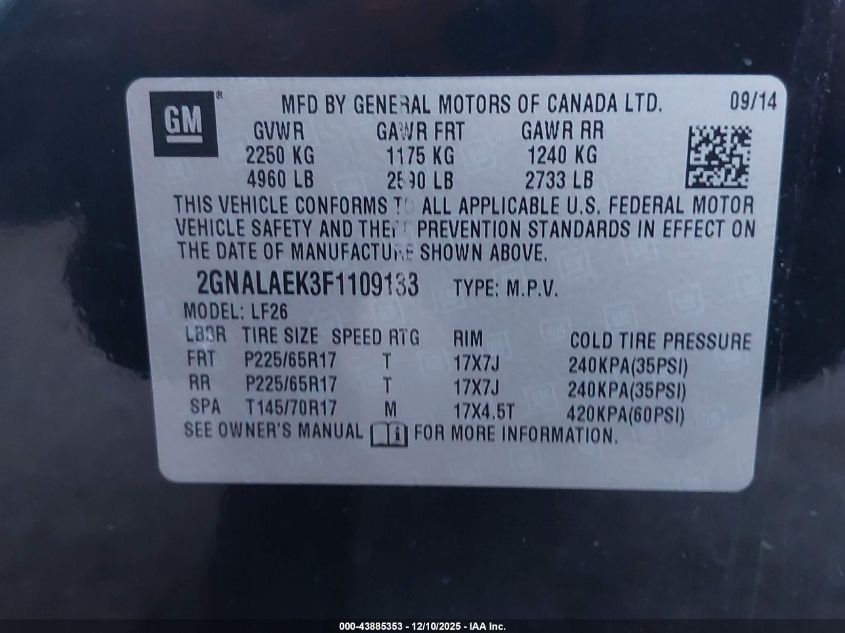 GM ®
MFD BY GENERAL MOTORS OF CANADA LTD. 09/14
GVWR GAWR FRT GAWR RR
2250 KG 1175 KG 1240 KG
4960 LB 2590 LB 2733 LB
THIS VEHICLE CONFORMS TO ALL APPLICABLE U.S. FEDERAL MOTOR
VEHICLE SAFETY AND THEFT PREVENTION STANDARDS IN EFFECT ON
THE DATE OF MANUFACTURE SHOWN ABOVE.
2GNALAEK3F1109133 TYPE: M.P.V.
MODEL: LF26
TIRE SIZE SPEED RTG RIM COLD TIRE PRESSURE
FRT P225/65R17 T 17X7J 240KPA(35PSI)
RR P225/65R17 T 17X7J 240KPA(35PSI)
SPA T145/70R17 M 17X4.5T 420KPA(60PSI)
SEE OWNER'S MANUAL i FOR MORE INFORMATION.
000-43885353 - 12/10/2025 - IAA Inc.